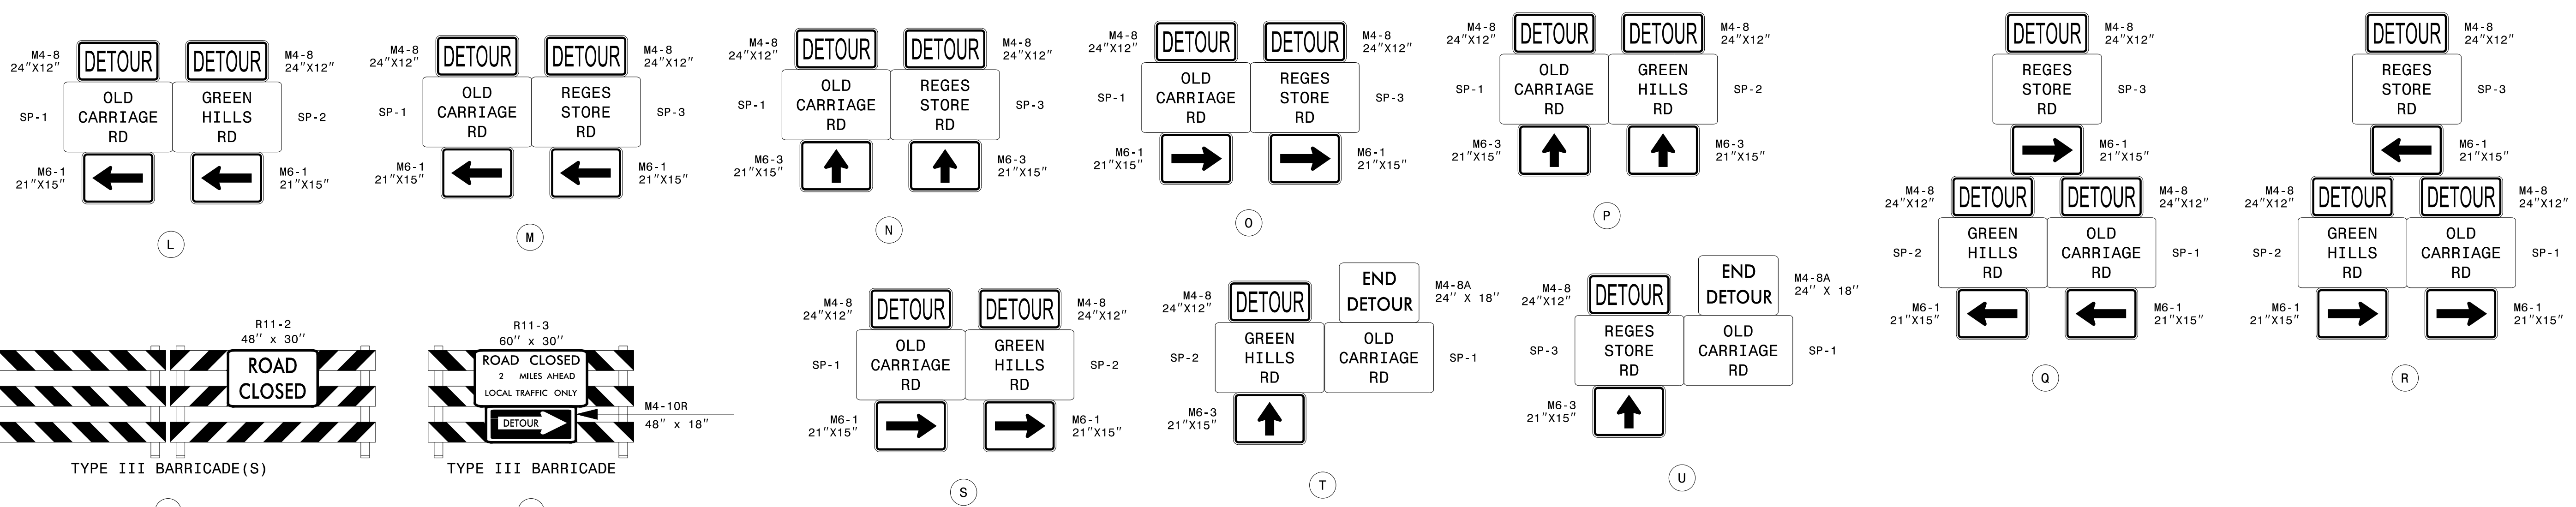 M4-8
24"X12"
DETOUR
DETOUR
M4-8
24"X12"
SP-1
OLD
CARRIAGE
RD
GREEN
HILLS
RD
SP-2
M6-1
21"X15"
M6-1
21"X15"
L
M4-8
24"X12"
DETOUR
DETOUR
M4-8
24"X12"
SP-1
OLD
CARRIAGE
RD
REGES
STORE
RD
SP-3
M6-1
21"X15"
M6-1
21"X15"
M
M4-8
24"X12"
DETOUR
DETOUR
M4-8
24"X12"
SP-1
OLD
CARRIAGE
RD
REGES
STORE
RD
SP-3
M6-3
21"X15"
M6-3
21"X15"
N
M4-8
24"X12"
DETOUR
DETOUR
M4-8
24"X12"
SP-1
OLD
CARRIAGE
RD
REGES
STORE
RD
SP-3
M6-1
21"X15"
M6-1
21"X15"
O
M4-8
24"X12"
DETOUR
DETOUR
M4-8
24"X12"
SP-1
OLD
CARRIAGE
RD
GREEN
HILLS
RD
SP-2
M6-3
21"X15"
M6-3
21"X15"
P
DETOUR
M4-8
24"X12"
REGES
STORE
RD
SP-3
M6-1
21"X15"
M4-8
24"X12"
DETOUR
DETOUR
M4-8
24"X12"
SP-2
GREEN
HILLS
RD
OLD
CARRIAGE
RD
SP-1
M6-1
21"X15"
M6-1
21"X15"
Q
DETOUR
M4-8
24"X12"
REGES
STORE
RD
SP-3
M6-1
21"X15"
M4-8
24"X12"
DETOUR
DETOUR
M4-8
24"X12"
SP-2
GREEN
HILLS
RD
OLD
CARRIAGE
RD
SP-1
M6-1
21"X15"
M6-1
21"X15"
R
R11-2
48'' x 30''
ROAD
CLOSED
TYPE III BARRICADE(S)
R11-3
60'' x 30''
ROAD CLOSED
2 MILES AHEAD
LOCAL TRAFFIC ONLY
DETOUR
M4-10R
48'' x 18''
TYPE III BARRICADE
M4-8
24"X12"
DETOUR
DETOUR
M4-8
24"X12"
SP-1
OLD
CARRIAGE
RD
GREEN
HILLS
RD
SP-2
M6-1
21"X15"
M6-1
21"X15"
S
M4-8
24"X12"
DETOUR
END
DETOUR
M4-8A
24'' X 18''
SP-2
GREEN
HILLS
RD
OLD
CARRIAGE
RD
SP-1
M6-3
21"X15"
T
M4-8
24"X12"
DETOUR
END
DETOUR
M4-8A
24'' X 18''
SP-3
REGES
STORE
RD
OLD
CARRIAGE
RD
SP-1
M6-3
21"X15"
U